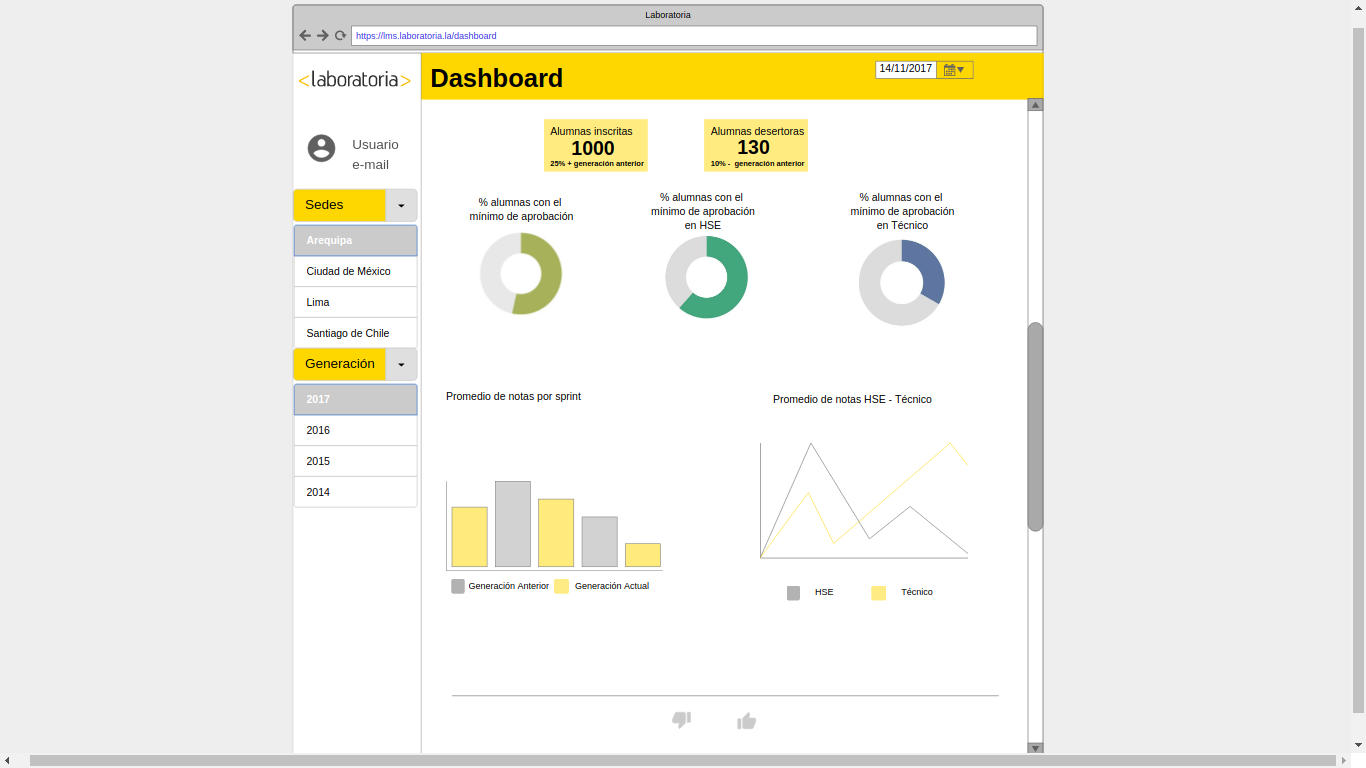 Laboratoria
https://lms.laboratoria.la/dashboard
<laboratoria>
Dashboard
14/11/2017
Usuario
e-mail
Sedes
Arequipa
Ciudad de México
Lima
Santiago de Chile
Generación
2017
2016
2015
2014
Alumnas inscritas
1000
25% + generación anterior
Alumnas desertoras
130
10% - generación anterior
% alumnas con el
mínimo de aprobación
% alumnas con el
mínimo de aprobación
en HSE
% alumnas con el
mínimo de aprobación
en Técnico
Promedio de notas por sprint
Generación Anterior
Generación Actual
Promedio de notas HSE - Técnico
HSE
Técnico